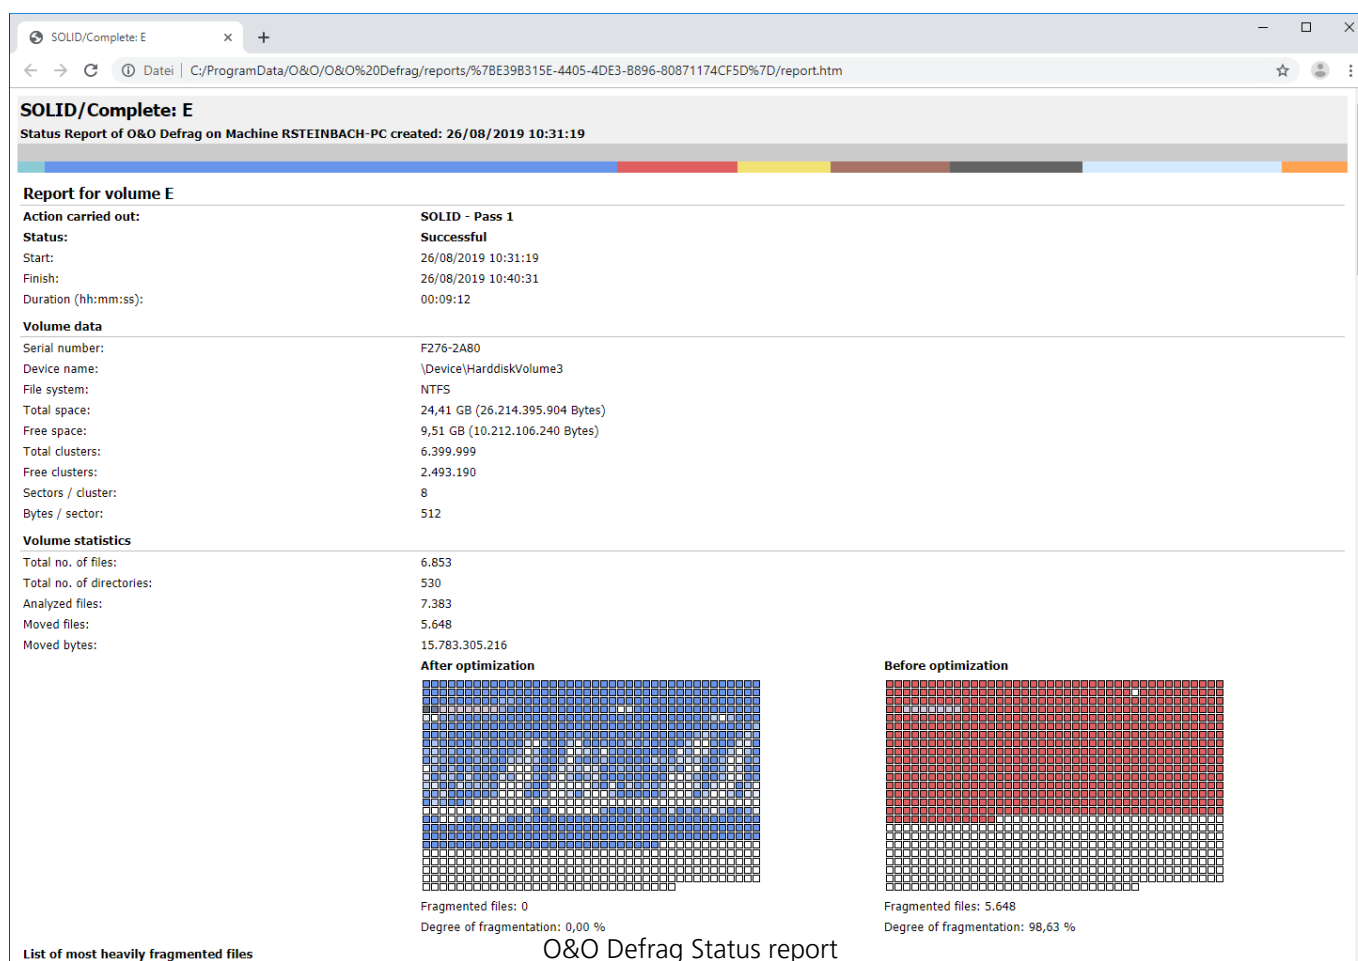 SOLID/Complete: E
Datei
C:/ProgramData/O&O/O&O%20Defrag/reports/%7BE39B315E-4405-4DE3-B896-80871174CF5D%7D/report.htm
SOLID/Complete: E
Status Report of O&O Defrag on Machine RSTEINBACH-PC created: 26/08/2019 10:31:19
Report for volume E
Action carried out: SOLID - Pass 1
Status: Successful
Start: 26/08/2019 10:31:19
Finish: 26/08/2019 10:40:31
Duration (hh:mm:ss): 00:09:12
Volume data
Serial number: F276-2A80
Device name: \Device\HarddiskVolume3
File system: NTFS
Total space: 24,41 GB (26.214.395.904 Bytes)
Free space: 9,51 GB (10.212.106.240 Bytes)
Total clusters: 6.399.999
Free clusters: 2.493.190
Sectors / cluster: 8
Bytes / sector: 512
Volume statistics
Total no. of files: 6.853
Total no. of directories: 530
Analyzed files: 7.383
Moved files: 5.648
Moved bytes: 15.783.305.216
After optimization Before optimization
Fragmented files: 0 Fragmented files: 5.648
Degree of fragmentation: 0,00 % Degree of fragmentation: 98,63 %
List of most heavily fragmented files
O&O Defrag Status report